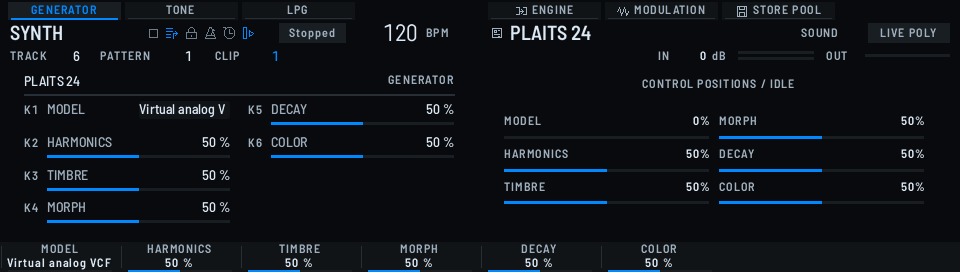 GENERATOR TONE LPG ENGINE MODULATION STORE POOL
SYNTH Stopped 120 BPM PLAITS 24 SOUND LIVE POLY
TRACK 6 PATTERN 1 CLIP 1 IN 0 dB OUT
PLAITS 24 GENERATOR CONTROL POSITIONS / IDLE
K1 MODEL Virtual analog V K5 DECAY 50 %
K2 HARMONICS 50 % K6 COLOR 50 %
K3 TIMBRE 50 %
K4 MORPH 50 %
MODEL 0% MORPH 50%
HARMONICS 50% DECAY 50%
TIMBRE 50% COLOR 50%
MODEL HARMONICS TIMBRE MORPH DECAY COLOR
Virtual analog VCF 50 % 50 % 50 % 50 % 50 %